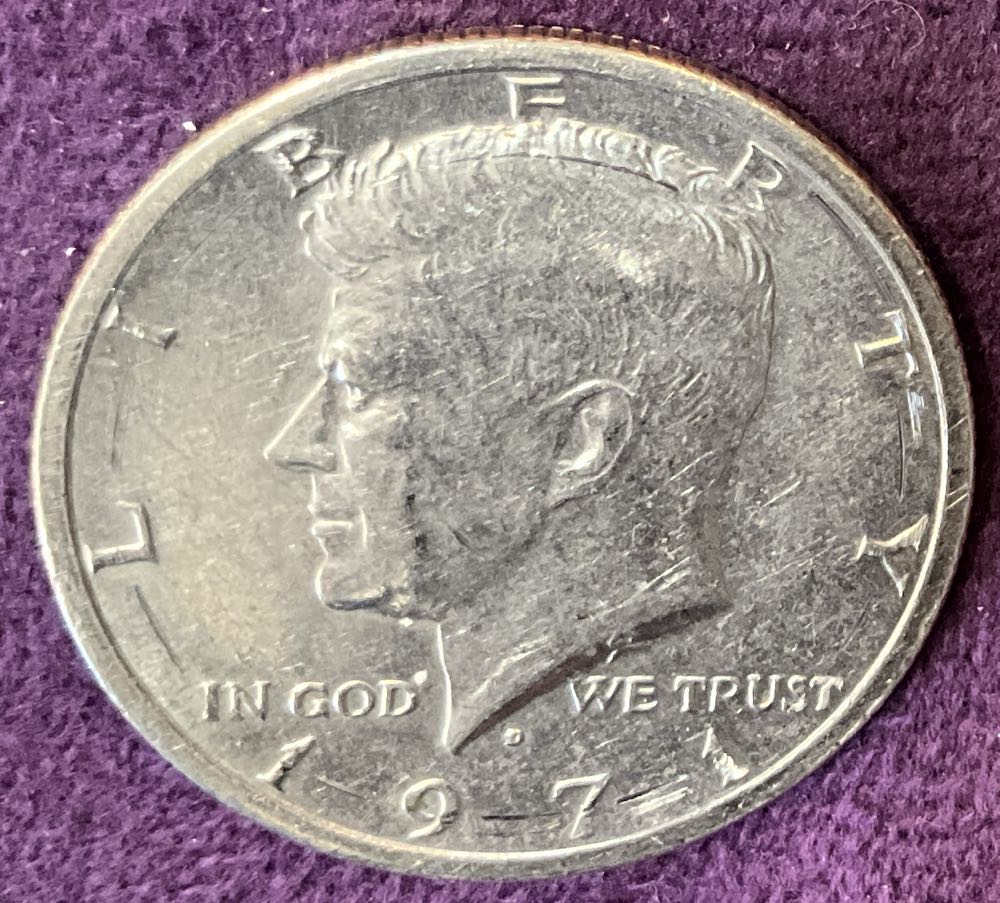 LIBERTY
IN GOD WE TRUST
D
1971